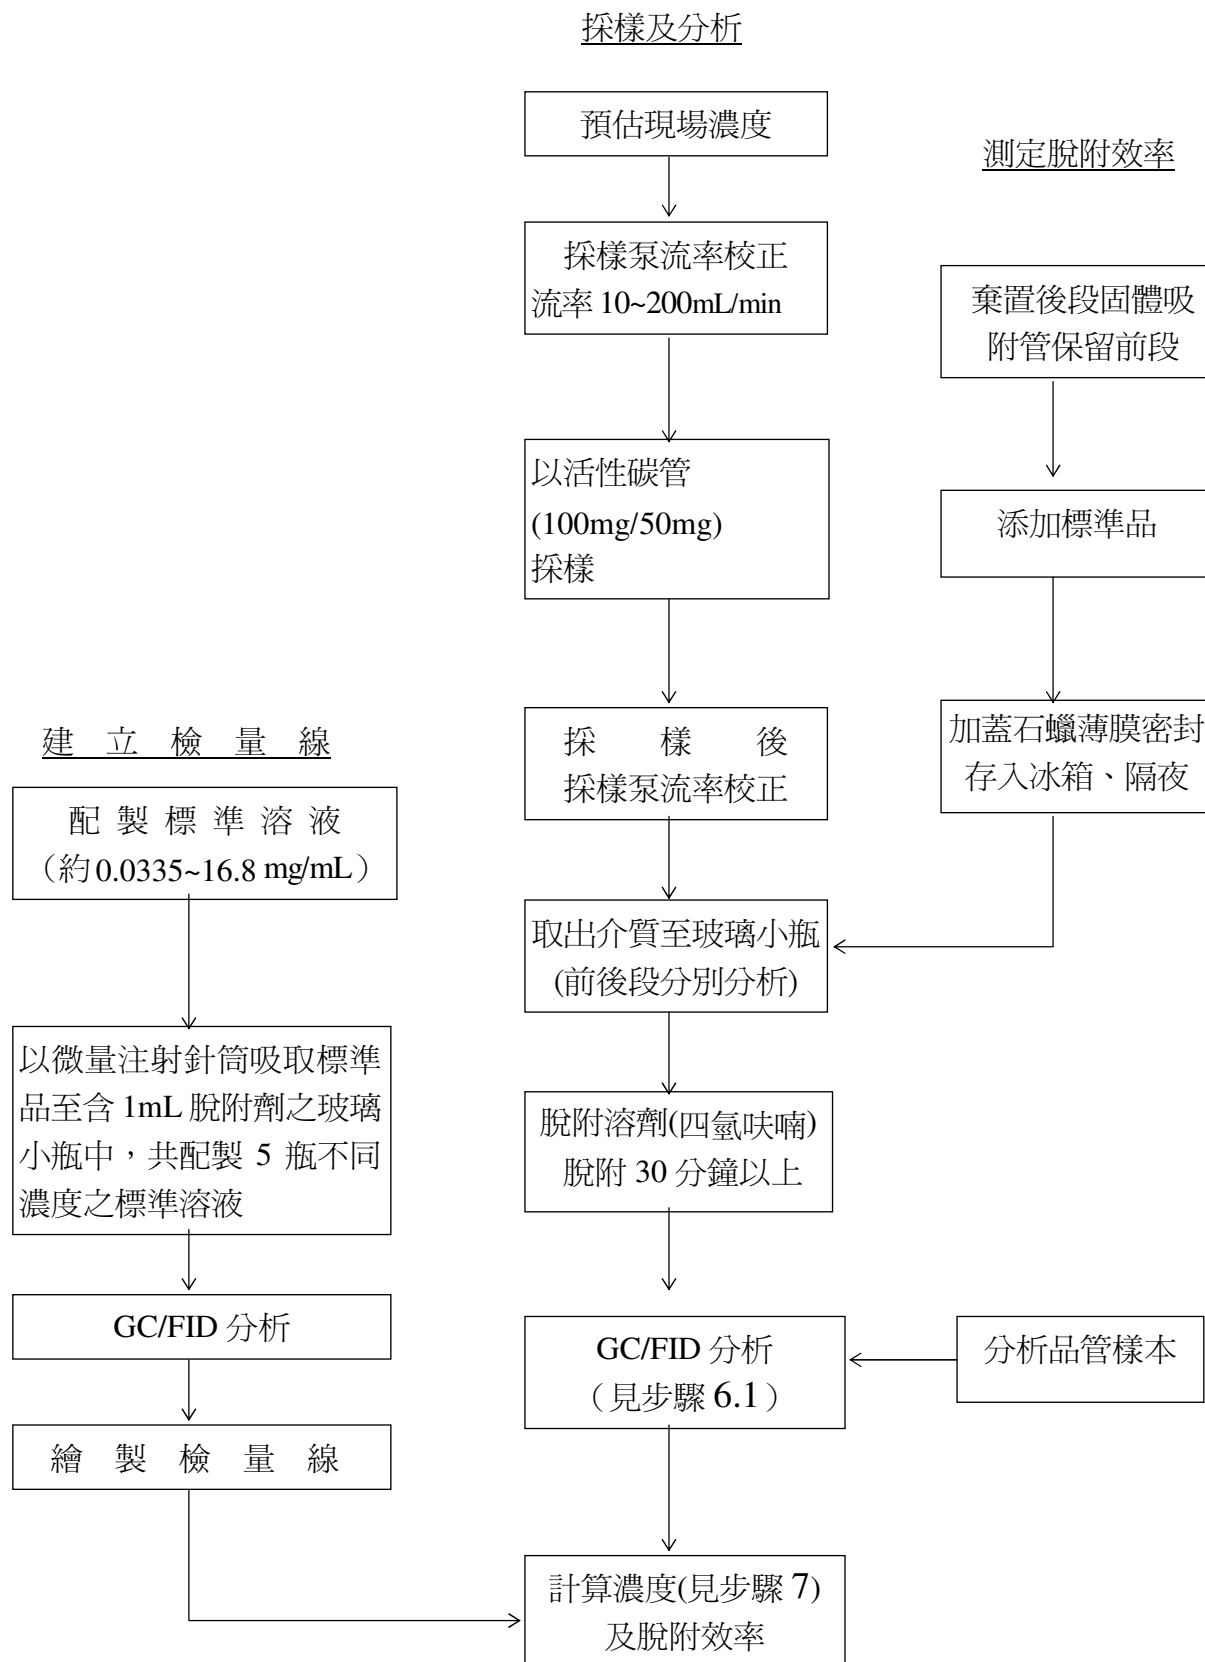 採樣及分析
預估現場濃度
採樣泵流率校正
流率 10~200mL/min
以活性碳管
(100mg/50mg)
採樣
採樣後
採樣泵流率校正
取出介質至玻璃小瓶
(前後段分別分析)
脫附溶劑(四氫呋喃)
脫附 30 分鐘以上
GC/FID 分析
（見步驟 6.1）
計算濃度(見步驟 7)
及脫附效率
測定脫附效率
棄置後段固體吸
附管保留前段
添加標準品
加蓋石蠟薄膜密封
存入冰箱、隔夜
分析品管樣本
建立檢量線
配製標準溶液
（約 0.0335~16.8 mg/mL）
以微量注射針筒吸取標準
品至含 1mL 脫附劑之玻璃
小瓶中，共配製 5 瓶不同
濃度之標準溶液
GC/FID 分析
繪製檢量線